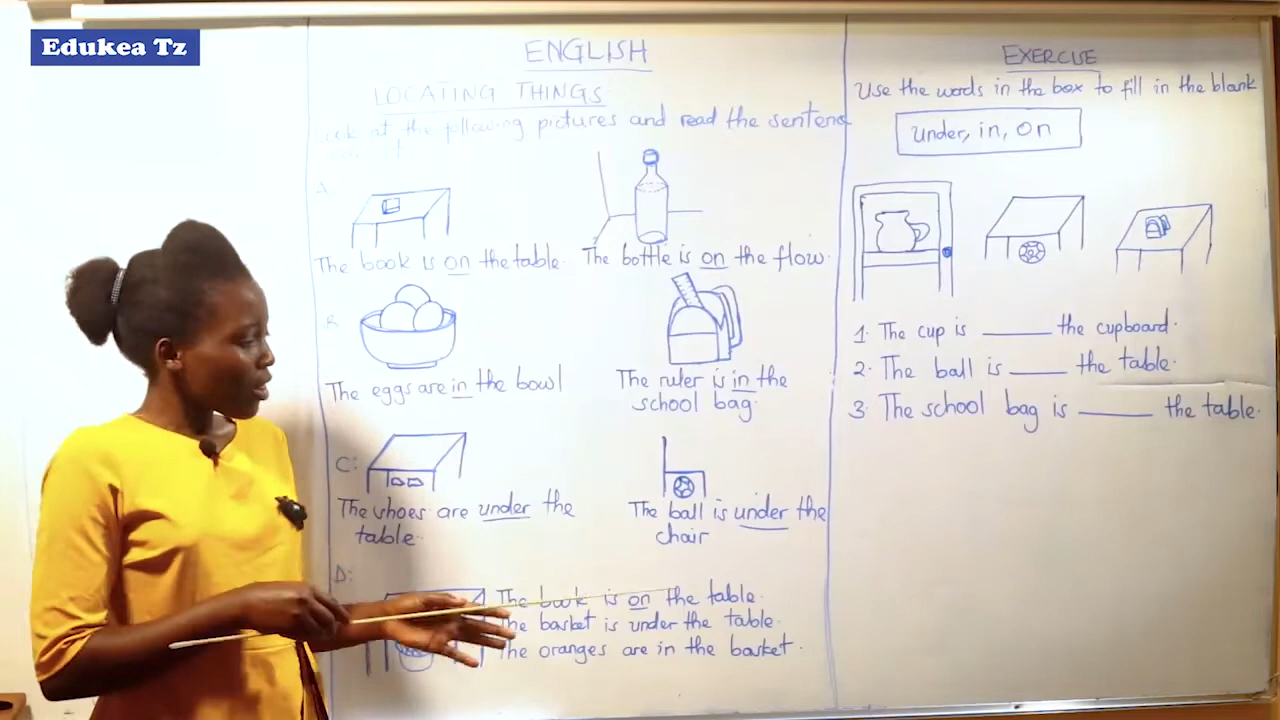 Edukea Tz
ENGLISH
LOCATING THINGS
Look at the following pictures and read the sentenc
A.
The book is on the table.
The bottle is on the flow.
B.
The eggs are in the bowl
The ruler is in the
school bag.
C:
The shoes are under the
table.
The ball is under the
chair
D:
The book is on the table.
The basket is under the table.
The oranges are in the basket.
EXERCISE
Use the words in the box to fill in the blank
under, in, on
1. The cup is ______ the cupboard.
2. The ball is _____ the table.
3. The school bag is ______ the table.